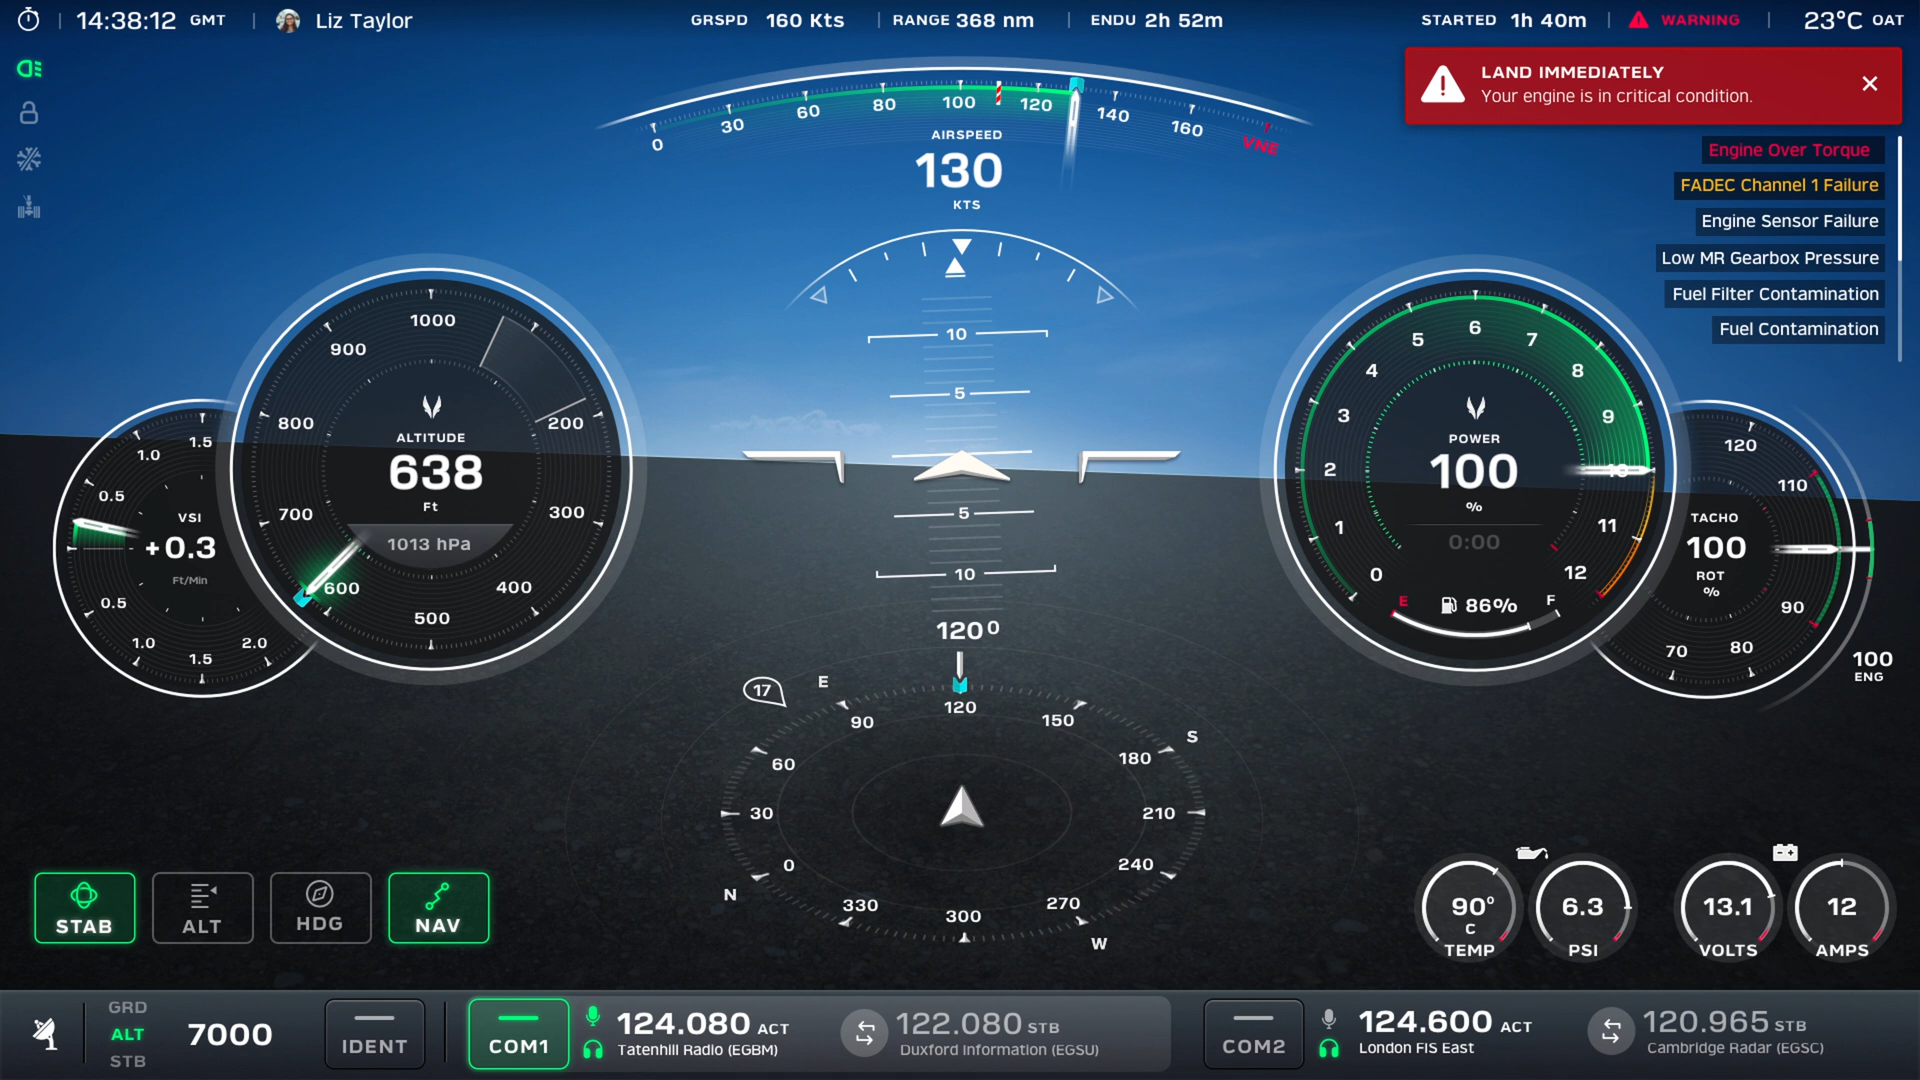 14:38:12 GMT
Liz Taylor
GRSPD 160 Kts
RANGE 368 nm
ENDU 2h 52m
STARTED 1h 40m
WARNING
23°C OAT
LAND IMMEDIATELY
Your engine is in critical condition.
Engine Over Torque
FADEC Channel 1 Failure
Engine Sensor Failure
Low MR Gearbox Pressure
Fuel Filter Contamination
Fuel Contamination
0 30 60 80 100 120 140 160 VNE
AIRSPEED
130
KTS
10
5
5
10
1.5
1.0
0.5
VSI
+0.3
Ft/Min
0.5
1.0
1.5
2.0
1000
900
800
200
ALTITUDE
638
Ft
700
300
1013 hPa
600
400
500
6
5
7
4
8
3
9
POWER
2
100
10
%
1
11
0:00
0
12
E
86%
F
120
110
TACHO
100
ROT
%
90
80
70
100
ENG
120°
17
E
120
90
150
S
60
180
30
210
0
240
N
330
270
300
W
STAB
ALT
HDG
NAV
90°
C
TEMP
6.3
PSI
13.1
VOLTS
12
AMPS
GRD
ALT
STB
7000
IDENT
COM1
124.080 ACT
Tatenhill Radio (EGBM)
122.080 STB
Duxford Information (EGSU)
COM2
124.600 ACT
London FIS East
120.965 STB
Cambridge Radar (EGSC)